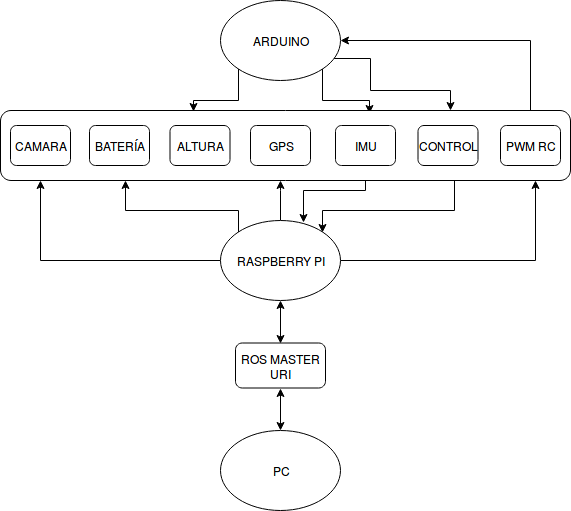 ARDUINO
CAMARA
BATERÍA
ALTURA
GPS
IMU
CONTROL
PWM RC
RASPBERRY PI
ROS MASTER
URI
PC